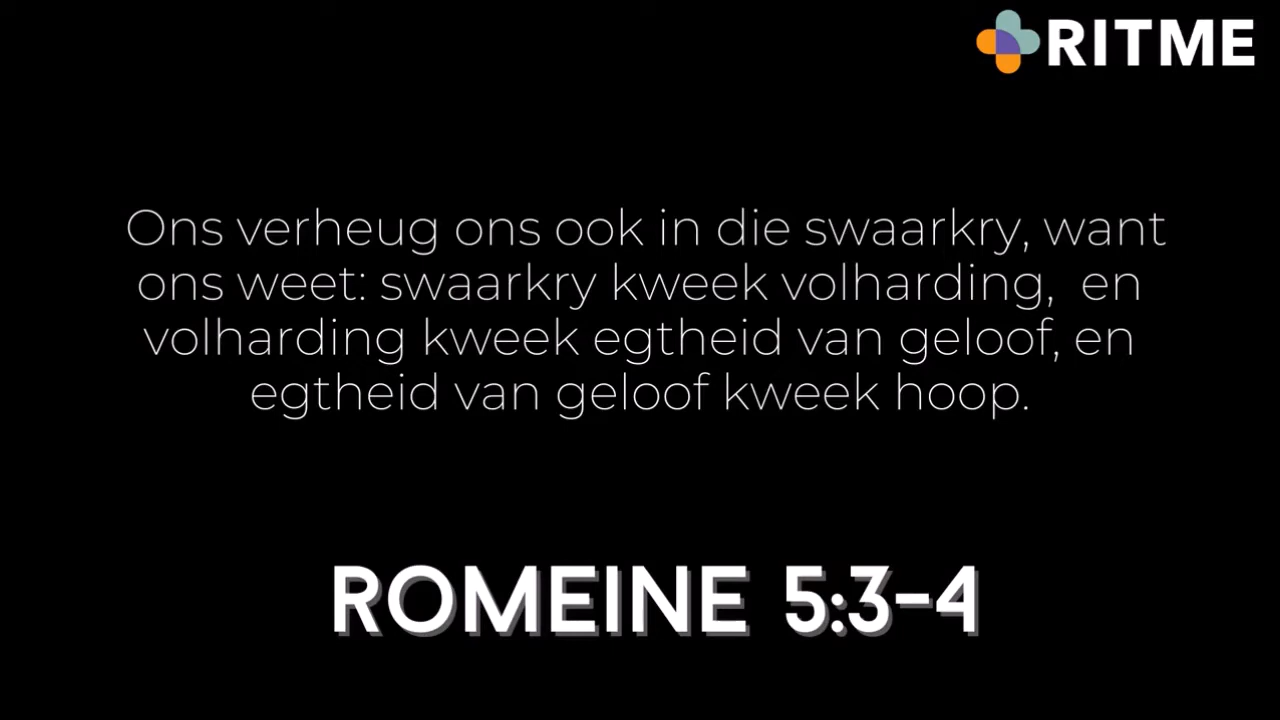 RITME
Ons verheug ons ook in die swaarkry, want
ons weet: swaarkry kweek volharding,  en
volharding kweek egtheid van geloof, en
egtheid van geloof kweek hoop.
ROMEINE 5:3-4